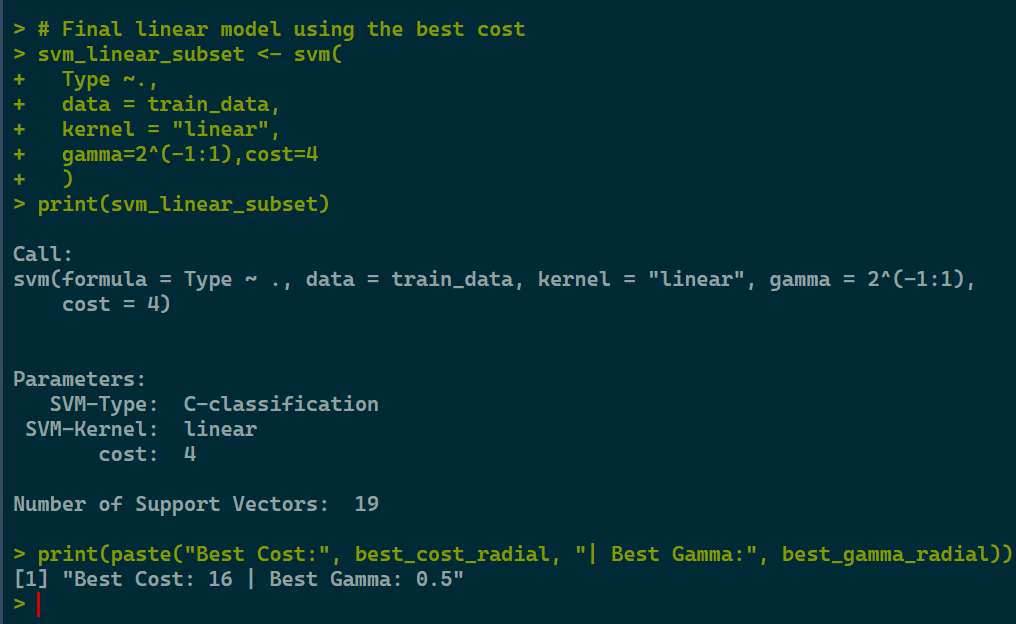 > # Final linear model using the best cost
> svm_linear_subset <- svm(
+   Type ~.,
+   data = train_data,
+   kernel = "linear",
+   gamma=2^(-1:1),cost=4
+   )
> print(svm_linear_subset)
Call:
svm(formula = Type ~ ., data = train_data, kernel = "linear", gamma = 2^(-1:1),
    cost = 4)
Parameters:
   SVM-Type:  C-classification
 SVM-Kernel:  linear
       cost:  4
Number of Support Vectors:  19
> print(paste("Best Cost:", best_cost_radial, "| Best Gamma:", best_gamma_radial))
[1] "Best Cost: 16 | Best Gamma: 0.5"
>